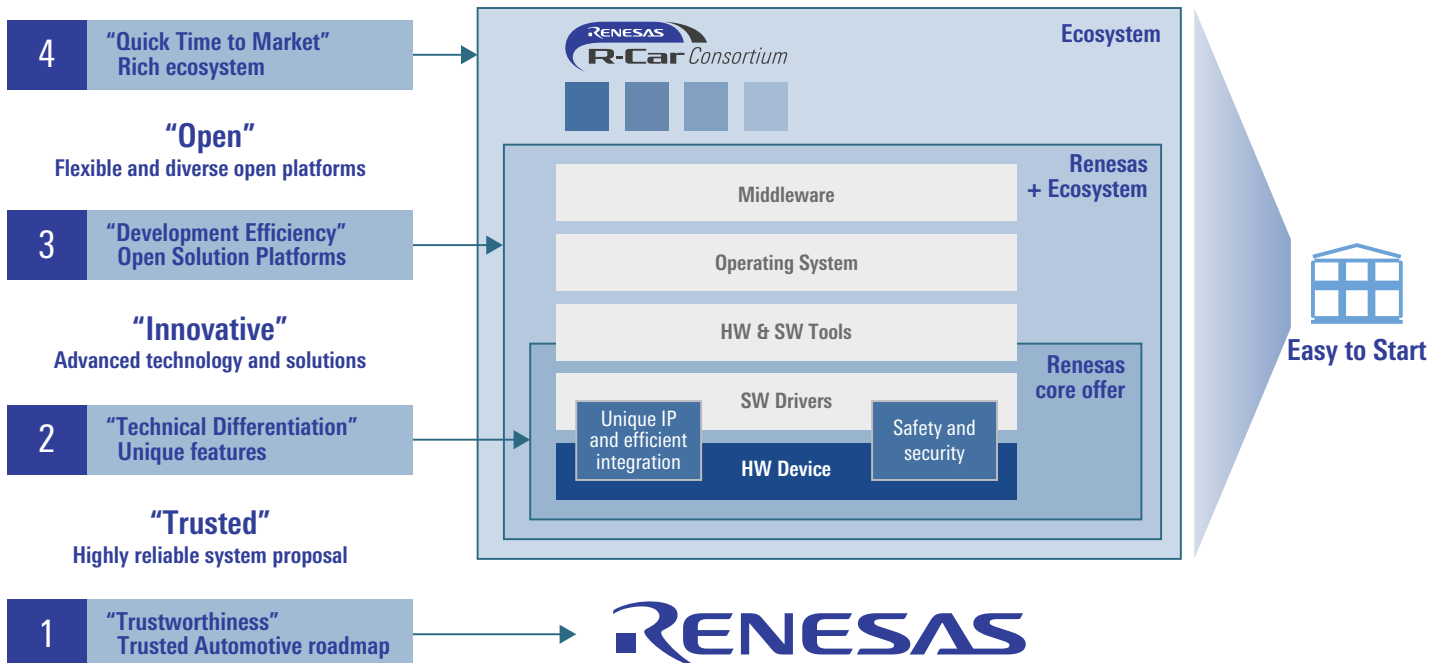 4
“Quick Time to Market”
Rich ecosystem
“Open”
Flexible and diverse open platforms
3
“Development Efficiency”
Open Solution Platforms
“Innovative”
Advanced technology and solutions
2
“Technical Differentiation”
Unique features
“Trusted”
Highly reliable system proposal
1
“Trustworthiness”
Trusted Automotive roadmap
RENESAS
R-Car Consortium
Ecosystem
Renesas
+ Ecosystem
Middleware
Operating System
HW & SW Tools
Renesas
core offer
SW Drivers
Unique IP
and efficient
integration
Safety and
security
HW Device
RENESAS
Easy to Start